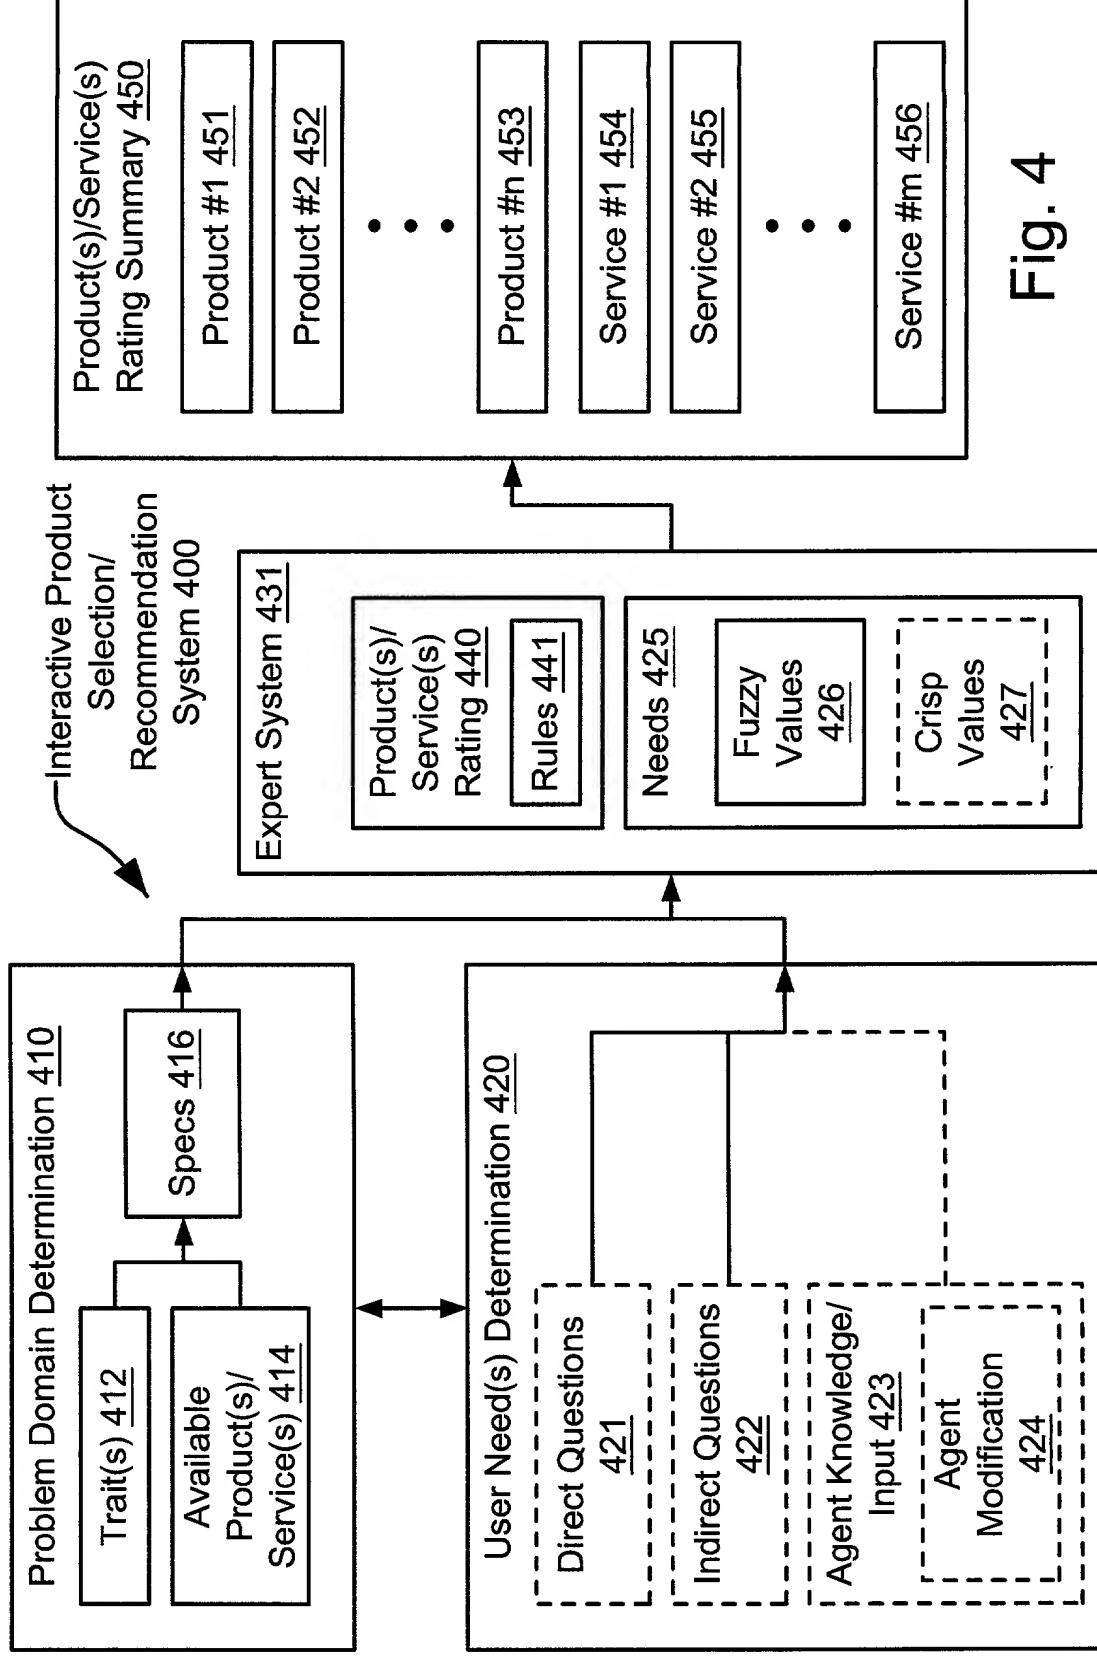 Interactive Product
Selection/
Recommendation
System 400
Problem Domain Determination 410
Trait(s) 412
Available
Product(s)/
Service(s) 414
Specs 416
User Need(s) Determination 420
Direct Questions
421
Indirect Questions
422
Agent Knowledge/
Input 423
Agent
Modification
424
Expert System 431
Product(s)/
Service(s)
Rating 440
Rules 441
Needs 425
Fuzzy
Values
426
Crisp
Values
427
Product(s)/Service(s)
Rating Summary 450
Product #1 451
Product #2 452
Product #n 453
Service #1 454
Service #2 455
Service #m 456
Fig. 4